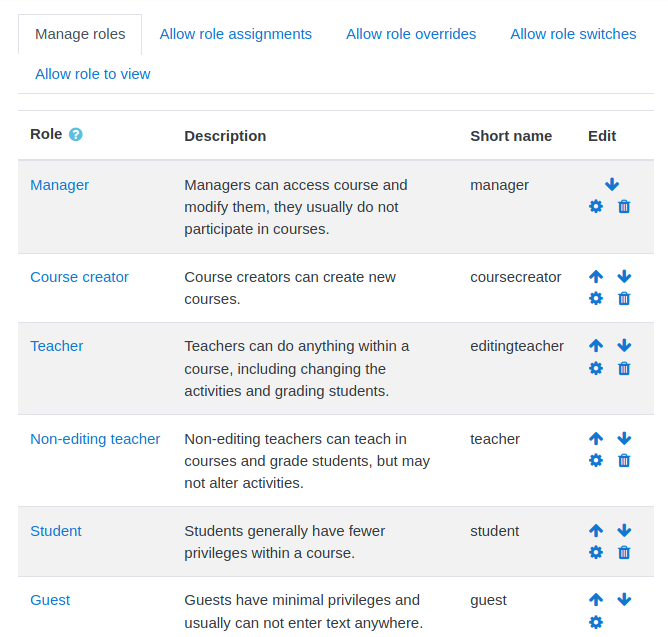 Manage roles Allow role assignments Allow role overrides Allow role switches
Allow role to view
Role ? Description Short name Edit
Manager Managers can access course and manager
modify them, they usually do not
participate in courses.
Course creator Course creators can create new coursecreator
courses.
Teacher Teachers can do anything within a editingteacher
course, including changing the
activities and grading students.
Non-editing teacher Non-editing teachers can teach in teacher
courses and grade students, but may
not alter activities.
Student Students generally have fewer student
privileges within a course.
Guest Guests have minimal privileges and guest
usually can not enter text anywhere.